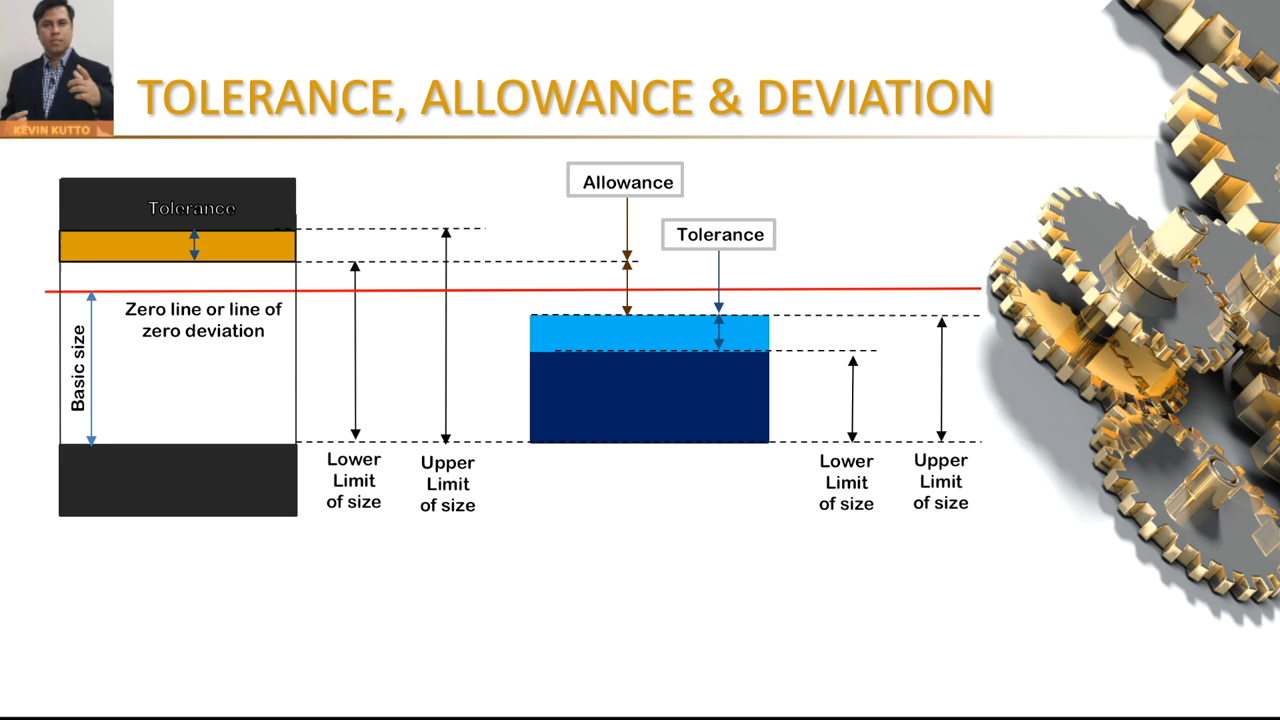 KEVIN KUTTO
TOLERANCE, ALLOWANCE & DEVIATION
Tolerance
Zero line or line of
zero deviation
Basic size
Lower
Limit
of size
Upper
Limit
of size
Allowance
Tolerance
Lower
Limit
of size
Upper
Limit
of size